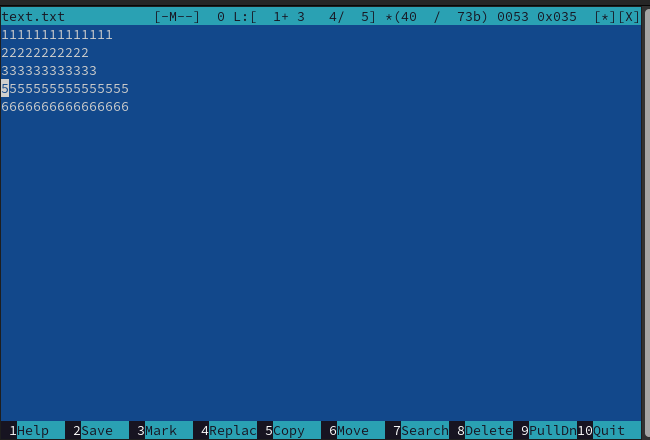 text.txt           [-M--]  0 L:[  1+ 3   4/  5] *(40  /  73b) 0053 0x035  [*][X]
11111111111111
22222222222
333333333333
5555555555555555
6666666666666666
1Help 2Save 3Mark 4Replac 5Copy 6Move 7Search 8Delete 9PullDn 10Quit